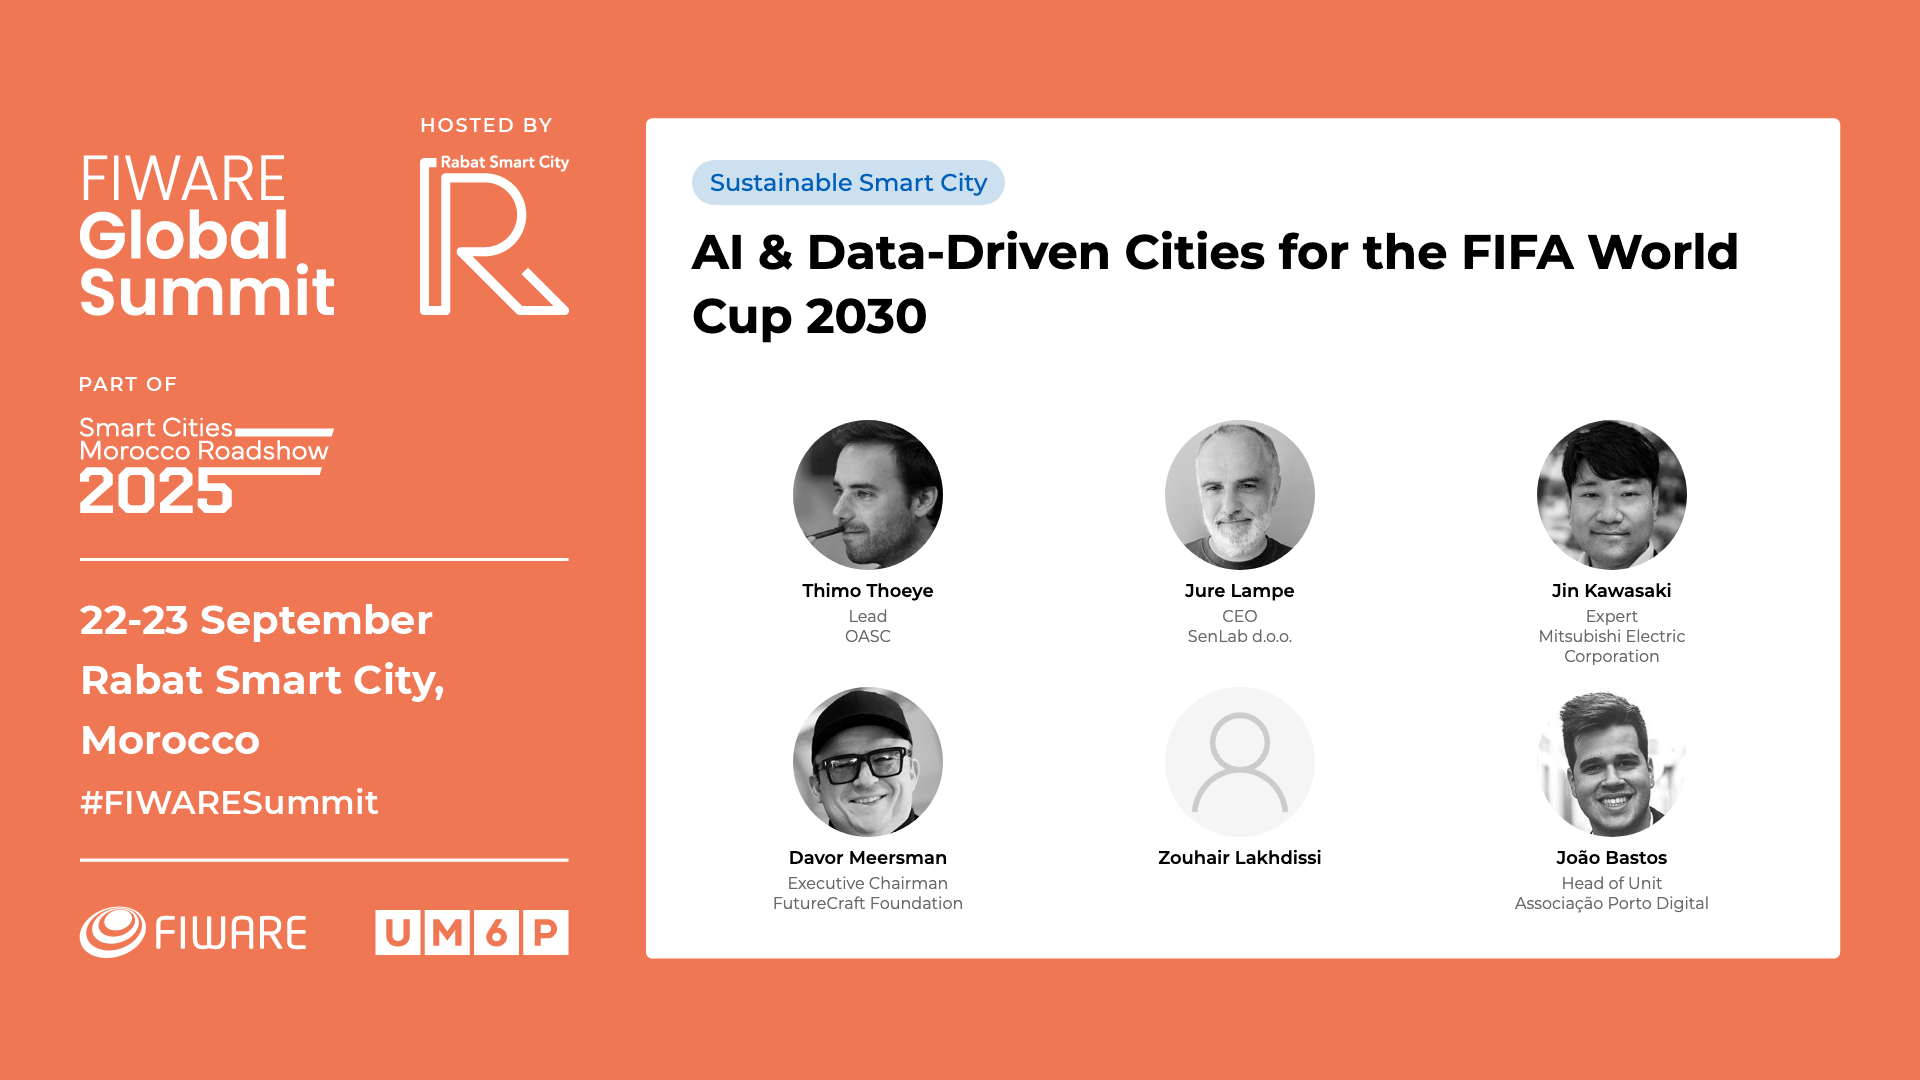 FIWARE
Global
Summit
HOSTED BY
Rabat Smart City
R
PART OF
Smart Cities
Morocco Roadshow
2025
22-23 September
Rabat Smart City,
Morocco
#FIWARESummit
FIWARE
UM6P
Sustainable Smart City
AI & Data-Driven Cities for the FIFA World
Cup 2030
Thimo Thoeye
Lead
OASC
Jure Lampe
CEO
SenLab d.o.o.
Jin Kawasaki
Expert
Mitsubishi Electric
Corporation
Davor Meersman
Executive Chairman
FutureCraft Foundation
Zouhair Lakhdissi
João Bastos
Head of Unit
Associação Porto Digital